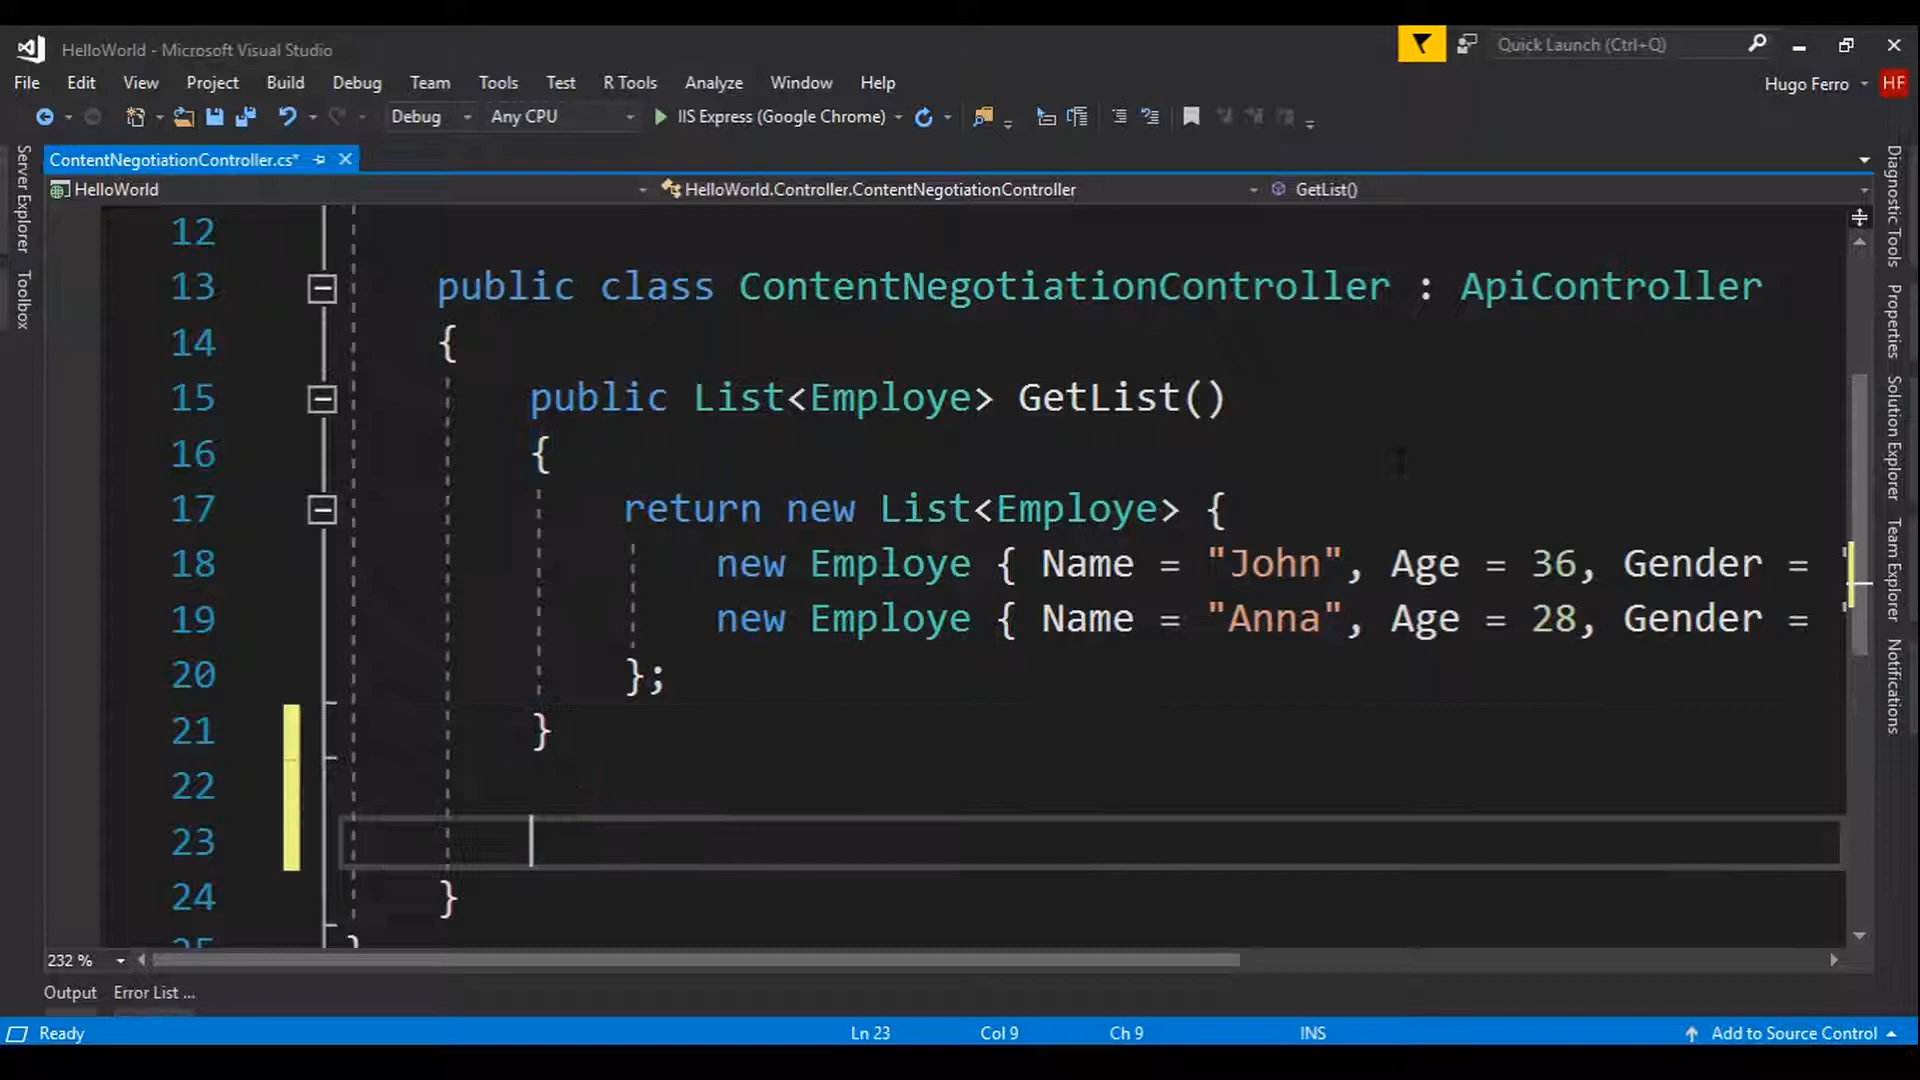 HelloWorld - Microsoft Visual Studio
Quick Launch (Ctrl+Q)
File Edit View Project Build Debug Team Tools Test R Tools Analyze Window Help
Hugo Ferro HF
Debug Any CPU IIS Express (Google Chrome)
ContentNegotiationController.cs*
HelloWorld HelloWorld.Controller.ContentNegotiationController GetList()
Server Explorer
Toolbox
12
13 public class ContentNegotiationController : ApiController
14 {
15 public List<Employe> GetList()
16 {
17 return new List<Employe> {
18 new Employe { Name = "John", Age = 36, Gender = "
19 new Employe { Name = "Anna", Age = 28, Gender = "
20 };
21 }
22
23
24 }
25 }
Diagnostic Tools
Properties
Solution Explorer
Team Explorer
Notifications
232 %
Output Error List ...
Ready Ln 23 Col 9 Ch 9 INS Add to Source Control